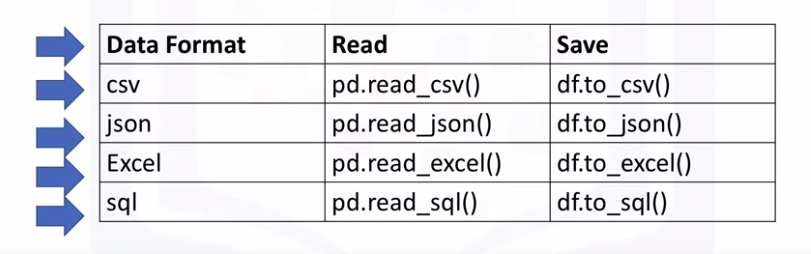 Data Format Read Save
csv pd.read_csv() df.to_csv()
json pd.read_json() df.to_json()
Excel pd.read_excel() df.to_excel()
sql pd.read_sql() df.to_sql()